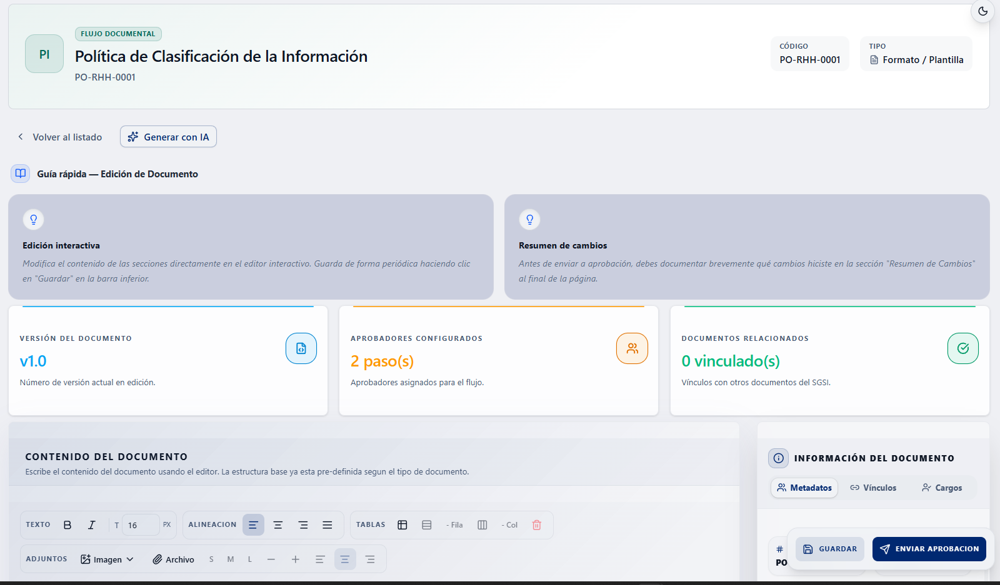 PI
FLUJO DOCUMENTAL
Política de Clasificación de la Información
PO-RHH-0001
CÓDIGO
PO-RHH-0001
TIPO
Formato / Plantilla
Volver al listado
Generar con IA
Guía rápida — Edición de Documento
Edición interactiva
Modifica el contenido de las secciones directamente en el editor interactivo. Guarda de forma periódica haciendo clic
en "Guardar" en la barra inferior.
Resumen de cambios
Antes de enviar a aprobación, debes documentar brevemente qué cambios hiciste en la sección "Resumen de Cambios"
al final de la página.
VERSIÓN DEL DOCUMENTO
v1.0
Número de versión actual en edición.
APROBADORES CONFIGURADOS
2 paso(s)
Aprobadores asignados para el flujo.
DOCUMENTOS RELACIONADOS
0 vinculado(s)
Vínculos con otros documentos del SGSI.
CONTENIDO DEL DOCUMENTO
Escribe el contenido del documento usando el editor. La estructura base ya esta pre-definida segun el tipo de documento.
TEXTO B I T 16 PX
ALINEACION
TABLAS - Fila - Col
ADJUNTOS Imagen Archivo S M L
INFORMACIÓN DEL DOCUMENTO
Metadatos Vínculos Cargos
#
PO
GUARDAR
ENVIAR APROBACION